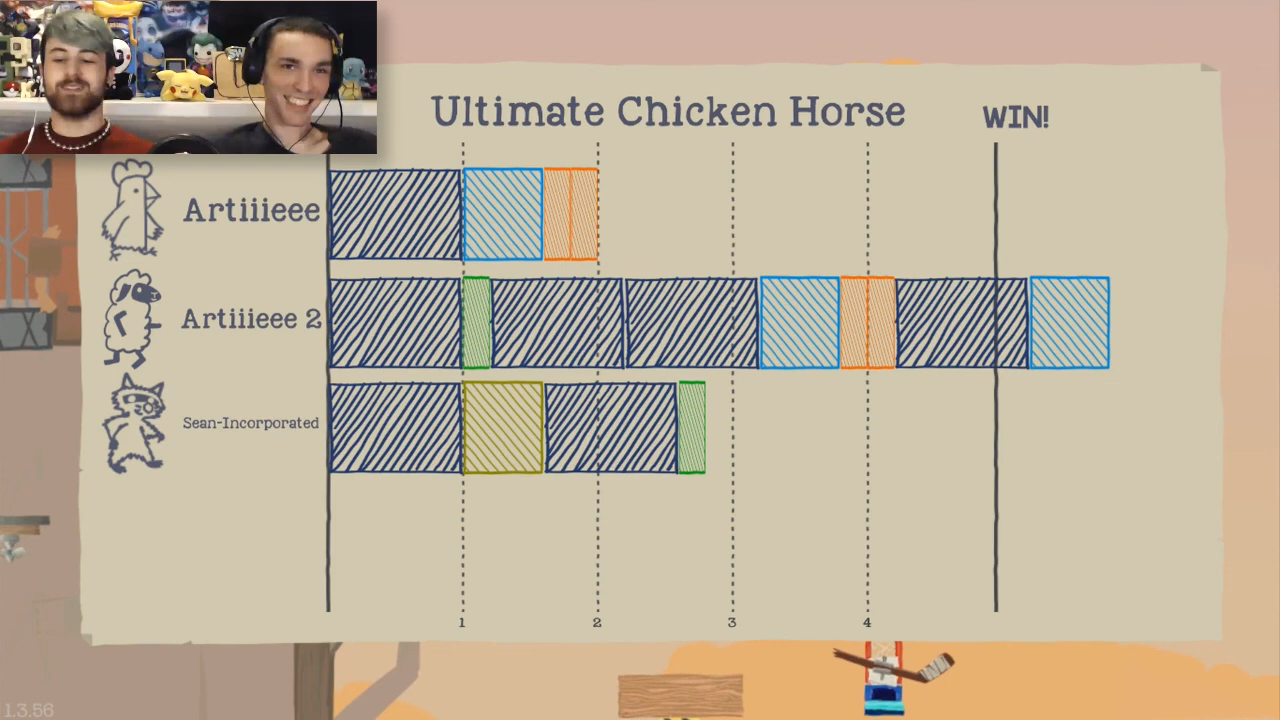 Ultimate Chicken Horse
WIN!
Artiiieee
Artiiieee 2
Sean-Incorporated
1 2 3 4
1.3.56